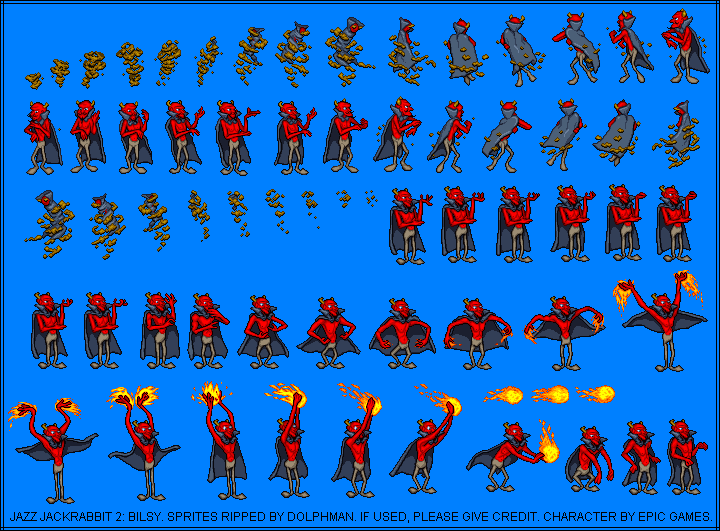 JAZZ JACKRABBIT 2: BILSY. SPRITES RIPPED BY DOLPHMAN. IF USED, PLEASE GIVE CREDIT. CHARACTER BY EPIC GAMES.